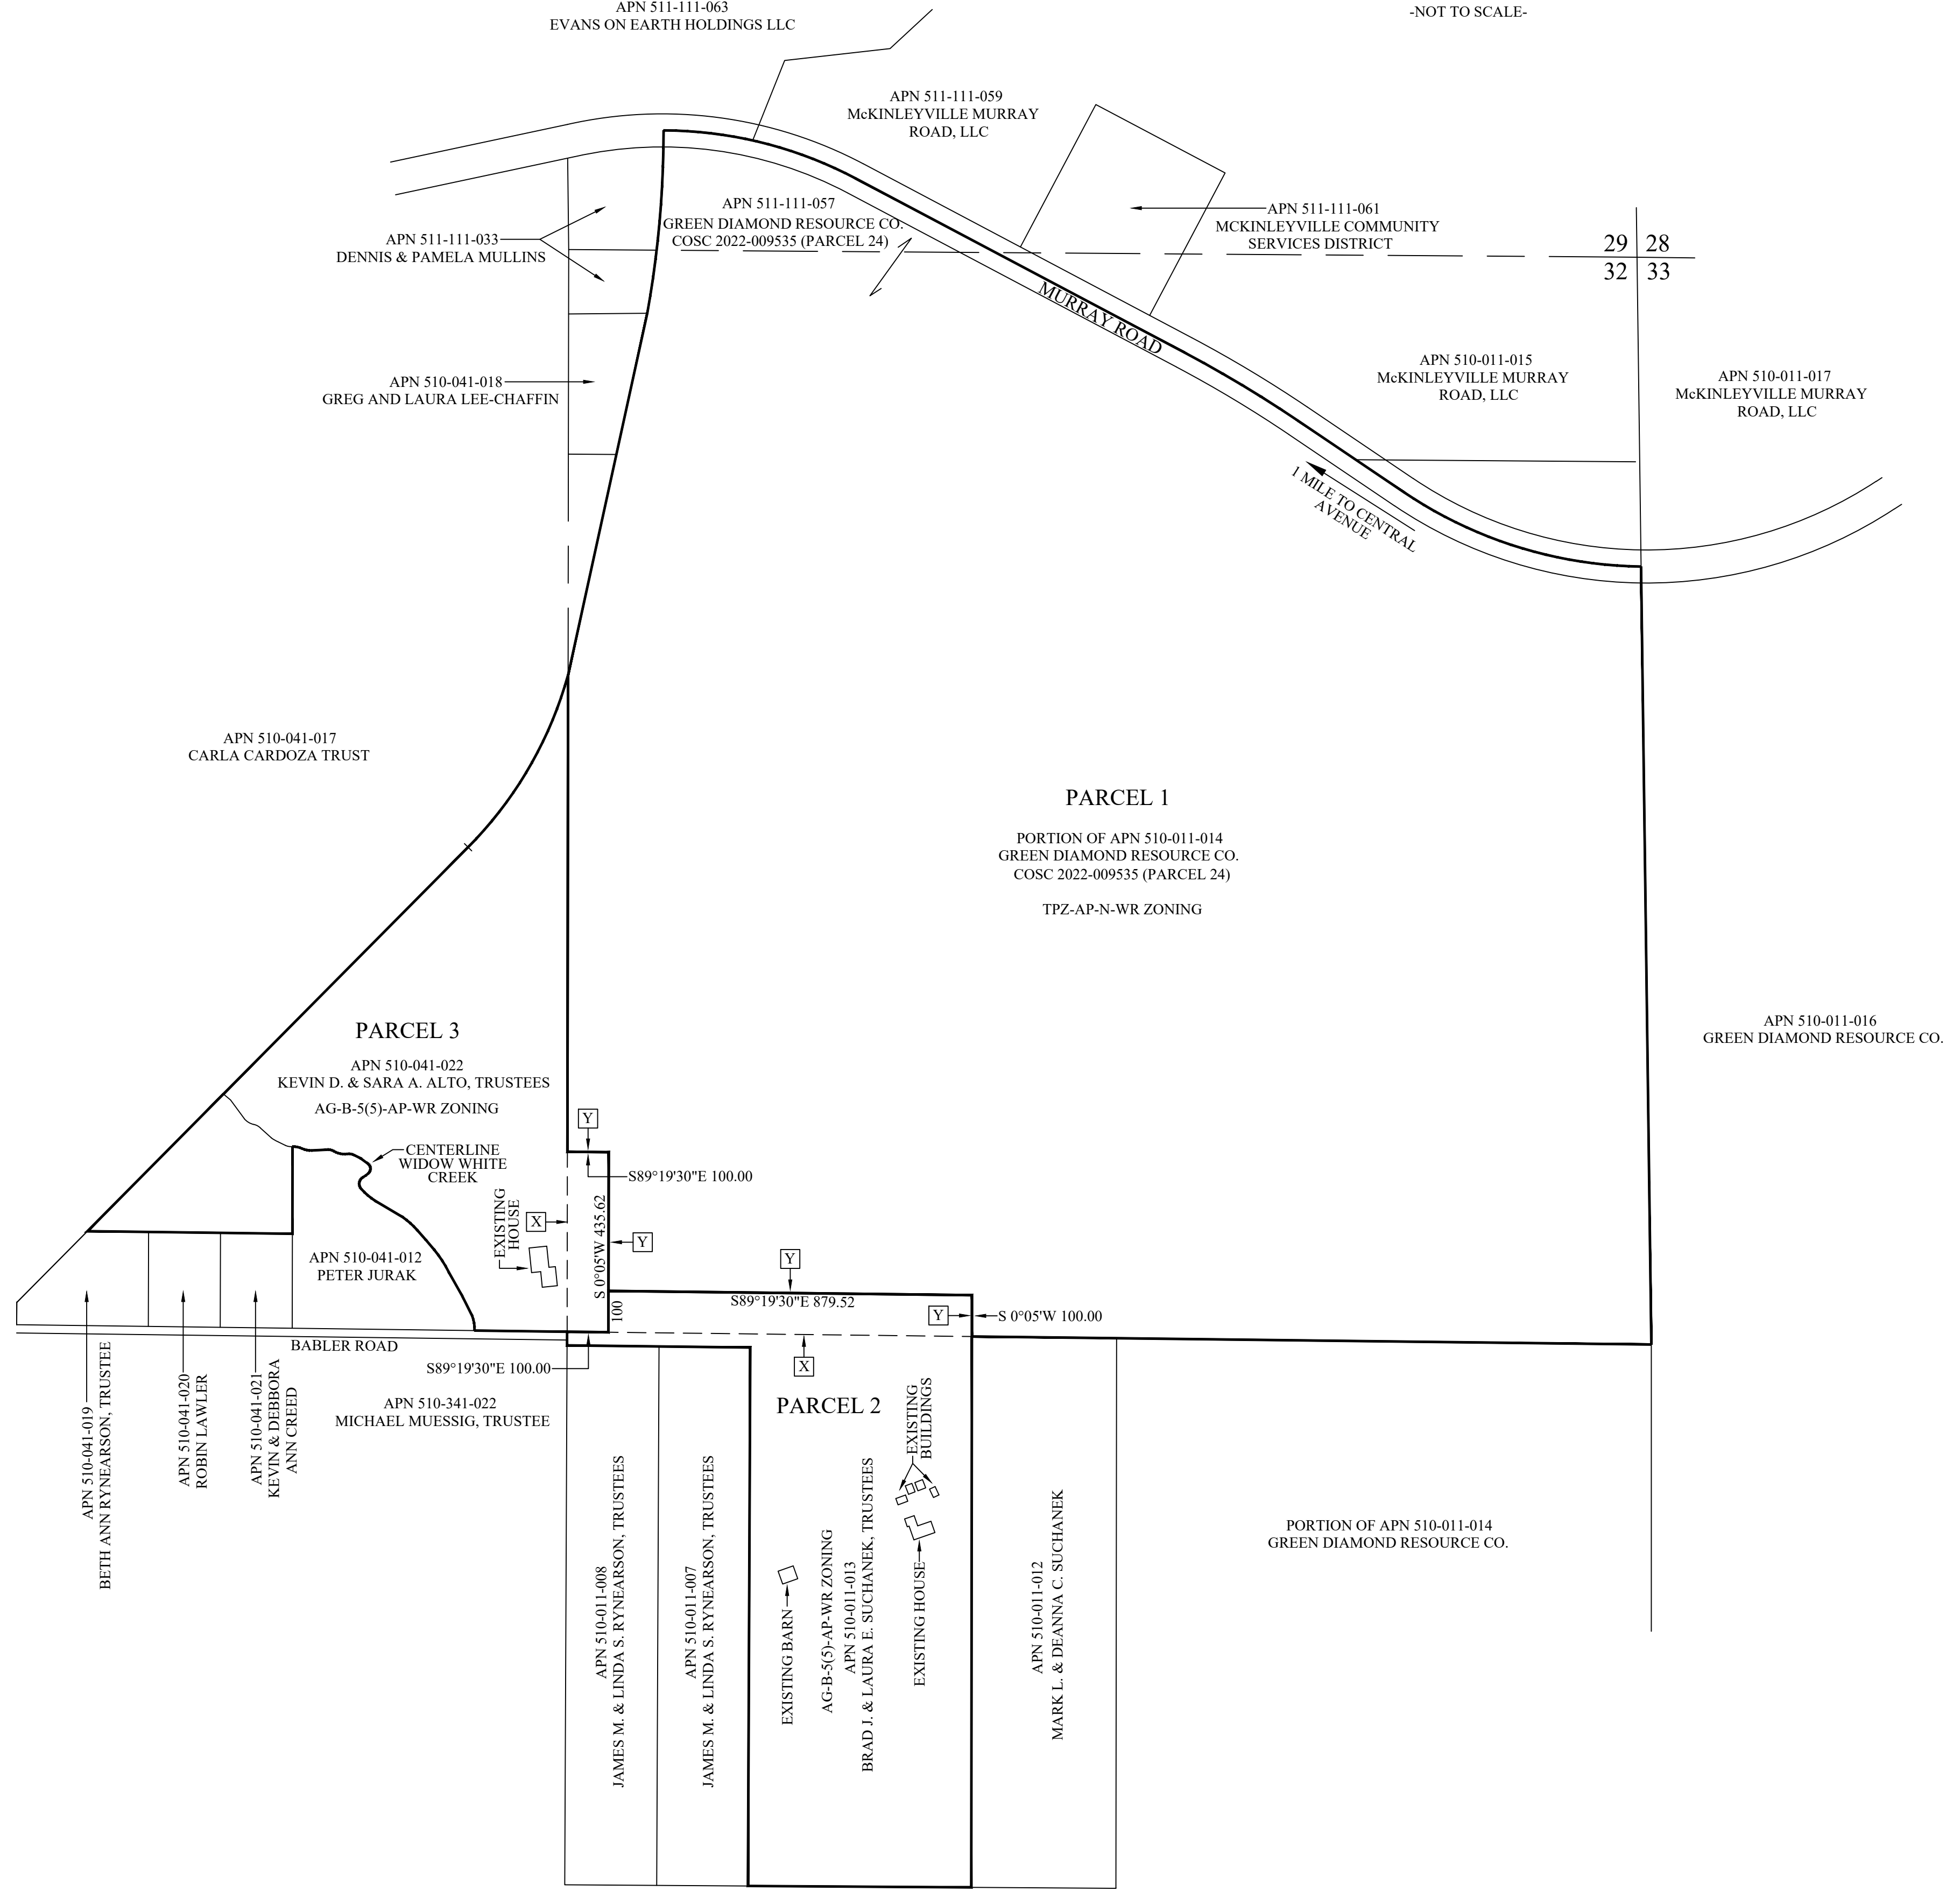 APN 511-111-063
EVANS ON EARTH HOLDINGS LLC
-NOT TO SCALE-
APN 511-111-059
McKINLEYVILLE MURRAY
ROAD, LLC
APN 511-111-057
GREEN DIAMOND RESOURCE CO.
COSC 2022-009535 (PARCEL 24)
APN 511-111-061
MCKINLEYVILLE COMMUNITY
SERVICES DISTRICT
APN 511-111-033
DENNIS & PAMELA MULLINS
29 28
32 33
MURRAY ROAD
APN 510-011-015
McKINLEYVILLE MURRAY
ROAD, LLC
APN 510-011-017
McKINLEYVILLE MURRAY
ROAD, LLC
APN 510-041-018
GREG AND LAURA LEE-CHAFFIN
1 MILE TO CENTRAL
AVENUE
APN 510-041-017
CARLA CARDOZA TRUST
PARCEL 1
PORTION OF APN 510-011-014
GREEN DIAMOND RESOURCE CO.
COSC 2022-009535 (PARCEL 24)
TPZ-AP-N-WR ZONING
APN 510-011-016
GREEN DIAMOND RESOURCE CO.
PARCEL 3
APN 510-041-022
KEVIN D. & SARA A. ALTO, TRUSTEES
AG-B-5(5)-AP-WR ZONING
CENTERLINE
WIDOW WHITE
CREEK
Y
S89°19'30"E 100.00
EXISTING
HOUSE
X
S 0°05'W 435.62
Y
APN 510-041-012
PETER JURAK
Y
S89°19'30"E 879.52
100
Y
S 0°05'W 100.00
BABLER ROAD
S89°19'30"E 100.00
X
APN 510-341-022
MICHAEL MUESSIG, TRUSTEE
APN 510-041-019
BETH ANN RYNEARSON, TRUSTEE
APN 510-041-020
ROBIN LAWLER
APN 510-041-021
KEVIN & DEBBORA
ANN CREED
PARCEL 2
EXISTING
BUILDINGS
APN 510-011-008
JAMES M. & LINDA S. RYNEARSON, TRUSTEES
APN 510-011-007
JAMES M. & LINDA S. RYNEARSON, TRUSTEES
EXISTING BARN
AG-B-5(5)-AP-WR ZONING
APN 510-011-013
BRAD J. & LAURA E. SUCHANEK, TRUSTEES
EXISTING HOUSE
APN 510-011-012
MARK L. & DEANNA C. SUCHANEK
PORTION OF APN 510-011-014
GREEN DIAMOND RESOURCE CO.